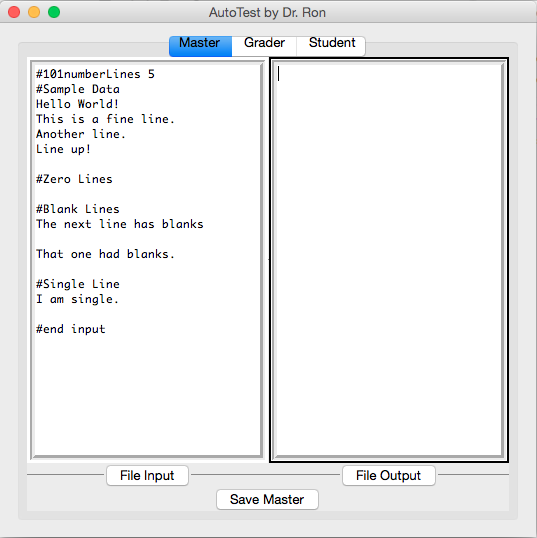 AutoTest by Dr. Ron
Master Grader Student
#101numberLines 5
#Sample Data
Hello World!
This is a fine line.
Another line.
Line up!
#Zero Lines
#Blank Lines
The next line has blanks
That one had blanks.
#Single Line
I am single.
#end input
File Input File Output
Save Master